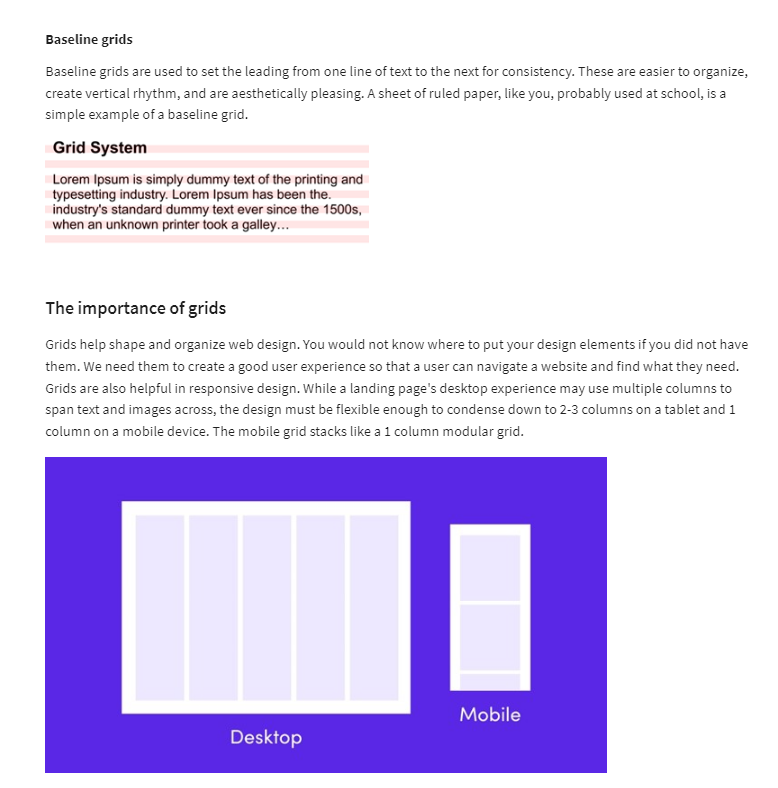 Baseline grids
Baseline grids are used to set the leading from one line of text to the next for consistency. These are easier to organize,
create vertical rhythm, and are aesthetically pleasing. A sheet of ruled paper, like you, probably used at school, is a
simple example of a baseline grid.
Grid System
Lorem Ipsum is simply dummy text of the printing and
typesetting industry. Lorem Ipsum has been the.
industry's standard dummy text ever since the 1500s,
when an unknown printer took a galley...
The importance of grids
Grids help shape and organize web design. You would not know where to put your design elements if you did not have
them. We need them to create a good user experience so that a user can navigate a website and find what they need.
Grids are also helpful in responsive design. While a landing page's desktop experience may use multiple columns to
span text and images across, the design must be flexible enough to condense down to 2-3 columns on a tablet and 1
column on a mobile device. The mobile grid stacks like a 1 column modular grid.
Desktop
Mobile